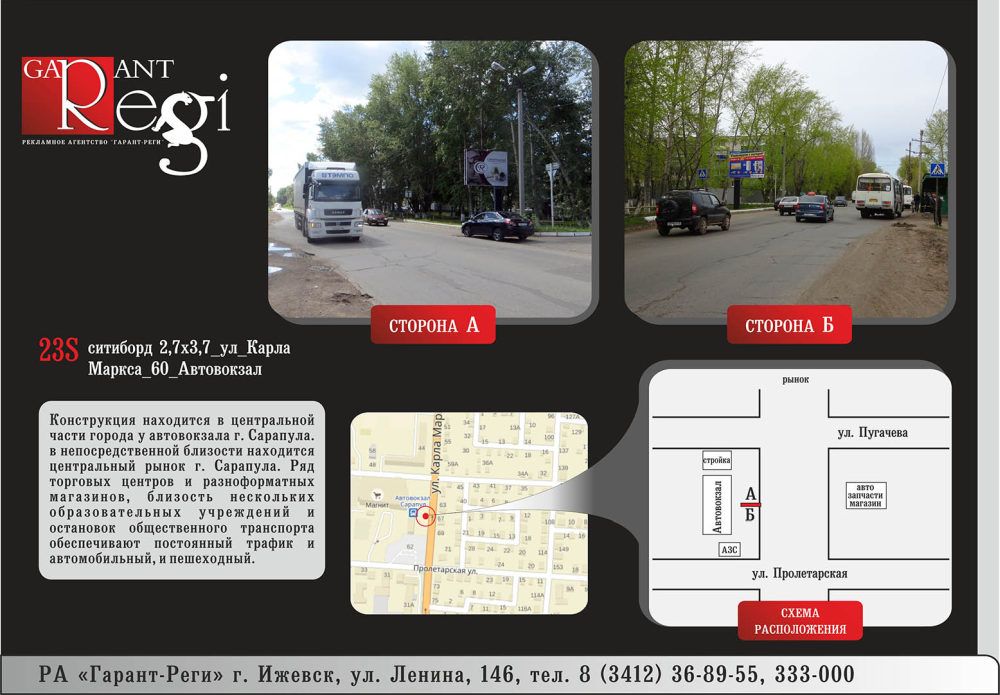 GARANT
Regi
РЕКЛАМНОЕ АГЕНТСТВО "ГАРАНТ-РЕГИ"
СТОРОНА А
СТОРОНА Б
23S ситиборд 2,7х3,7_ул_Карла
Маркса_60_Автовокзал
Конструкция находится в центральной
части города у автовокзала г. Сарапула.
в непосредственной близости находится
центральный рынок г. Сарапула. Ряд
торговых центров и разноформатных
магазинов, близость нескольких
образовательных учреждений и
остановок общественного транспорта
обеспечивают постоянный трафик и
автомобильный, и пешеходный.
ул. Карла Мар
Магнит
Автовокзал
Сарапул
Пролетарская ул.
рынок
ул. Пугачева
стройка
Автовокзал
А
Б
авто
запчасти
магазин
АЗС
ул. Пролетарская
СХЕМА
РАСПОЛОЖЕНИЯ
РА «Гарант-Реги» г. Ижевск, ул. Ленина, 146, тел. 8 (3412) 36-89-55, 333-000